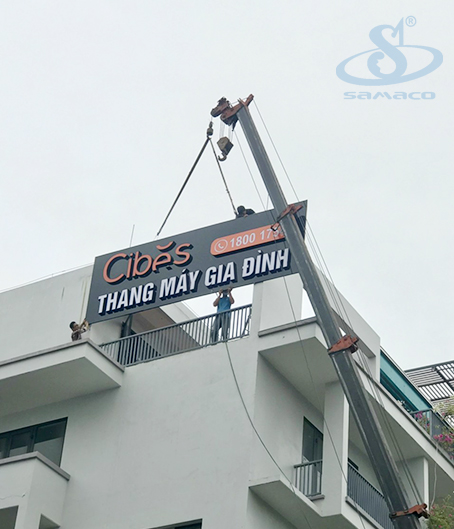 SAMACO
Cibes
1800 17
THANG MÁY GIA ĐÌNH